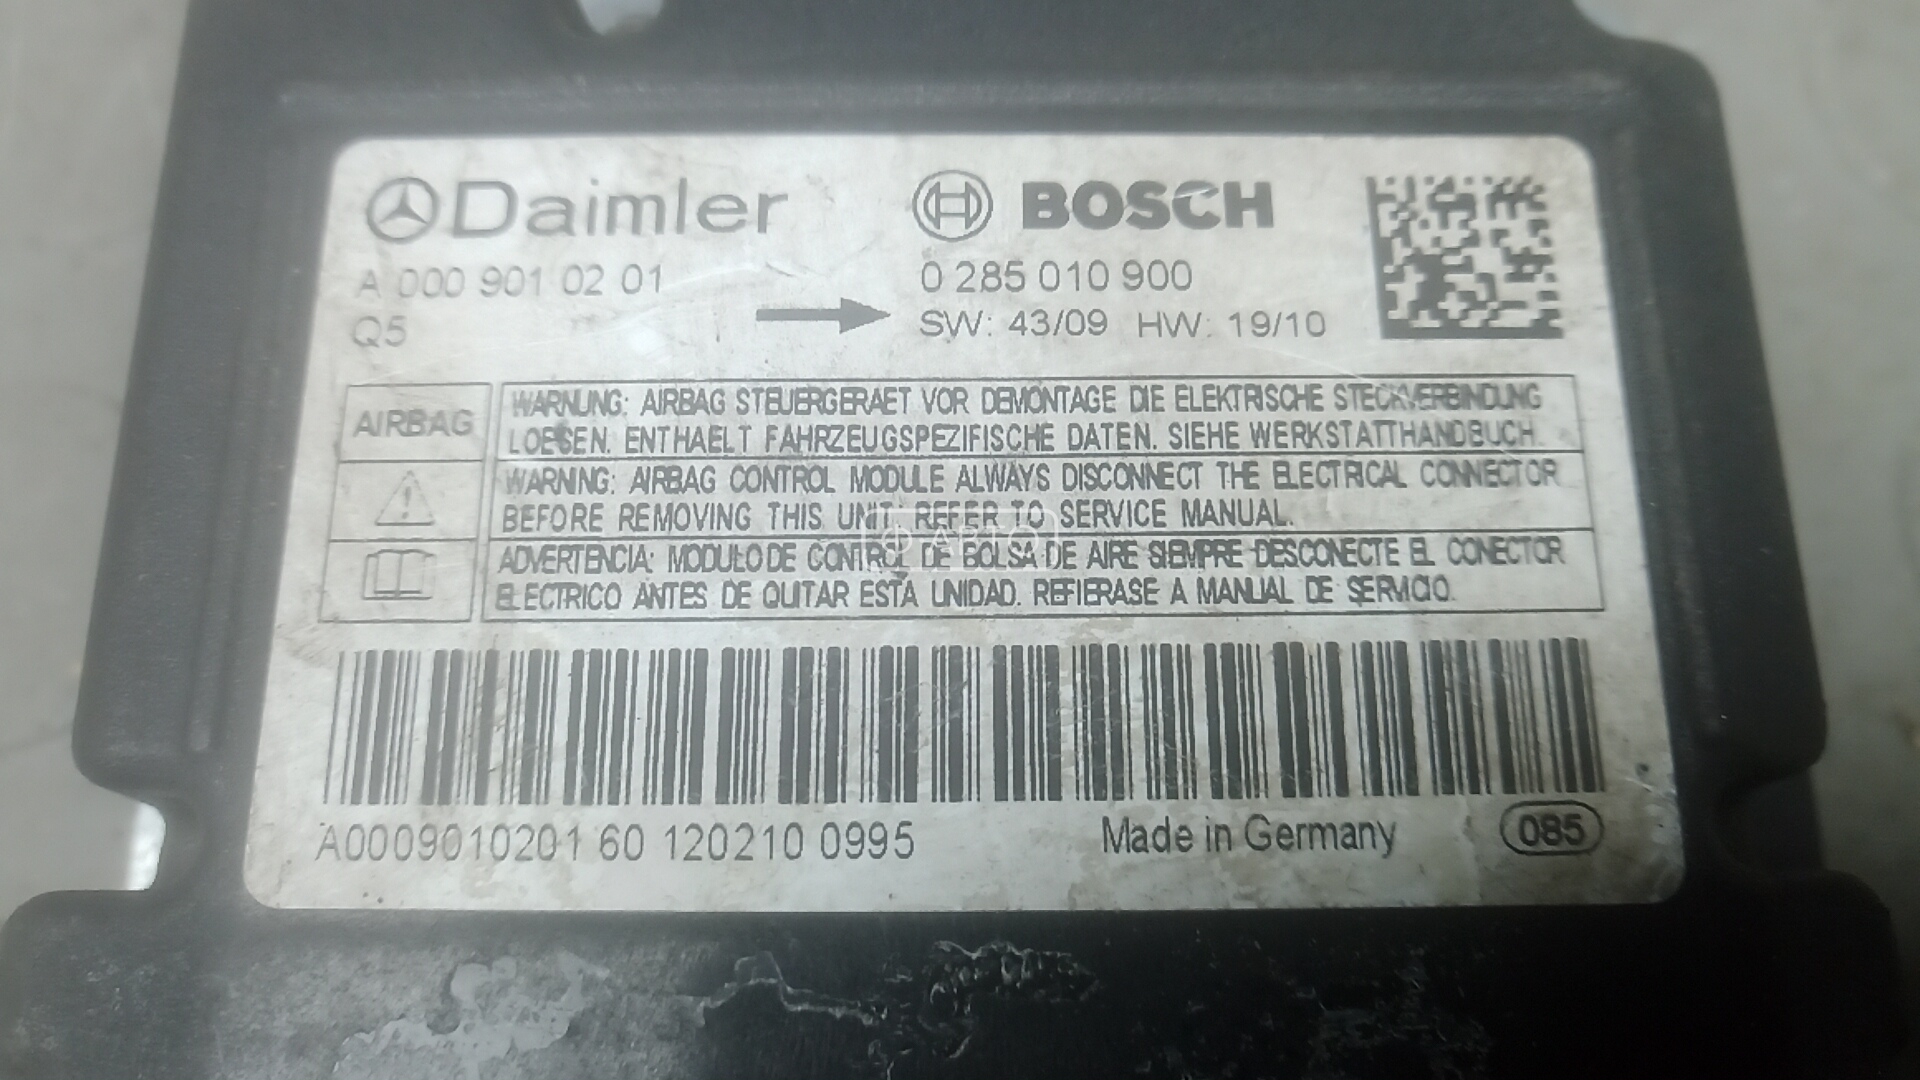 Daimler
A 000 901 02 01
Q5
BOSCH
0 285 010 900
SW: 43/09 HW: 19/10
AIRBAG
WARNUNG: AIRBAG STEUERGERAET VOR DEMONTAGE DIE ELEKTRISCHE STECKVERBINDUNG
LOESEN. ENTHAELT FAHRZEUGSPEZIFISCHE DATEN. SIEHE WERKSTATTHANDBUCH.
WARNING: AIRBAG CONTROL MODULE ALWAYS DISCONNECT THE ELECTRICAL CONNECTOR
BEFORE REMOVING THIS UNIT. REFER TO SERVICE MANUAL.
ADVERTENCIA: MODULO DE CONTROL DE BOLSA DE AIRE SIEMPRE DESCONECTE EL CONECTOR
ELECTRICO ANTES DE QUITAR ESTA UNIDAD. REFIERASE A MANUAL DE SERVICIO.
ФАВТО
A0009010201 60 120210 0995
Made in Germany
085